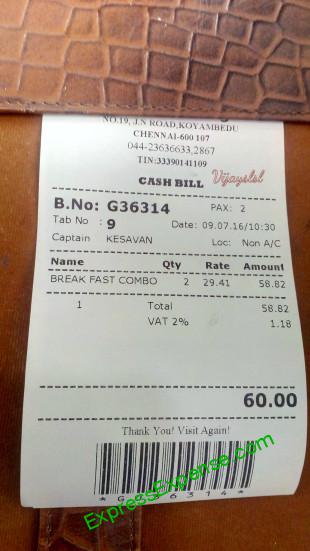 NO.19, J.N ROAD,KOYAMBEDU
CHENNAI-600 107
044-23636633,2867
TIN:33390141109
CASH BILL
B.No: G36314 PAX: 2
Tab No : 9 Date: 09.07.16/10:30
Captain KESAVAN Loc: Non A/C
Name Qty Rate Amount
BREAK FAST COMBO 2 29.41 58.82
1 Total 58.82
VAT 2% 1.18
60.00
Thank You! Visit Again!
*G36314*
ExpressExpense.com